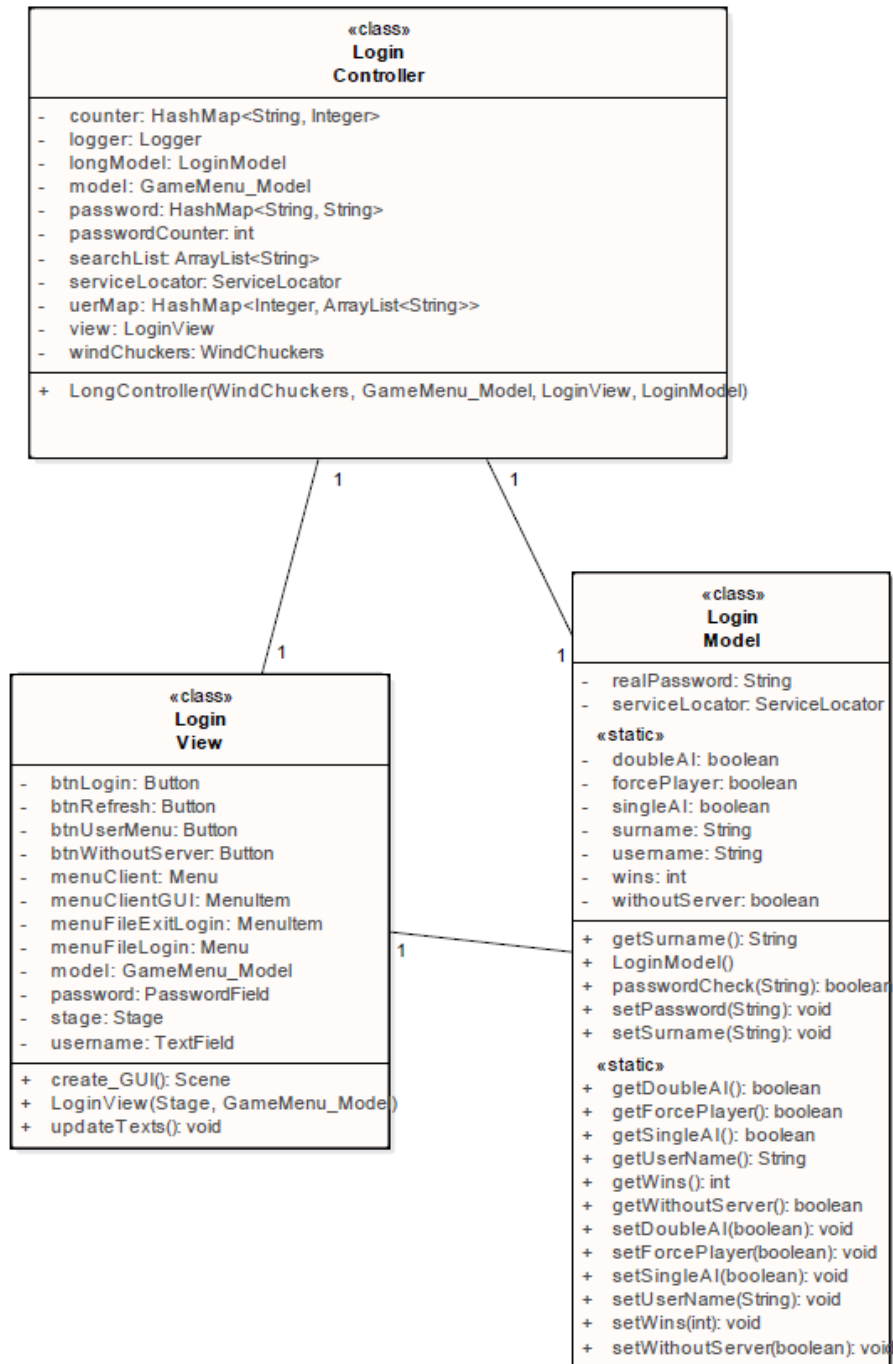 «class»
Login
Controller
- counter: HashMap<String, Integer>
- logger: Logger
- longModel: LoginModel
- model: GameMenu_Model
- password: HashMap<String, String>
- passwordCounter: int
- searchList: ArrayList<String>
- serviceLocator: ServiceLocator
- uerMap: HashMap<Integer, ArrayList<String>>
- view: LoginView
- windChuckers: WindChuckers
+ LongController(WindChuckers, GameMenu_Model, LoginView, LoginModel)
1
1
1
1
«class»
Login
View
- btnLogin: Button
- btnRefresh: Button
- btnUserMenu: Button
- btnWithoutServer: Button
- menuClient: Menu
- menuClientGUI: MenuItem
- menuFileExitLogin: MenuItem
- menuFileLogin: Menu
- model: GameMenu_Model
- password: PasswordField
- stage: Stage
- username: TextField
+ create_GUI(): Scene
+ LoginView(Stage, GameMenu_Model)
+ updateTexts(): void
1
«class»
Login
Model
- realPassword: String
- serviceLocator: ServiceLocator
«static»
- doubleAI: boolean
- forcePlayer: boolean
- singleAI: boolean
- surname: String
- username: String
- wins: int
- withoutServer: boolean
+ getSurname(): String
+ LoginModel()
+ passwordCheck(String): boolean
+ setPassword(String): void
+ setSurname(String): void
«static»
+ getDoubleAI(): boolean
+ getForcePlayer(): boolean
+ getSingleAI(): boolean
+ getUserName(): String
+ getWins(): int
+ getWithoutServer(): boolean
+ setDoubleAI(boolean): void
+ setForcePlayer(boolean): void
+ setSingleAI(boolean): void
+ setUserName(String): void
+ setWins(int): void
+ setWithoutServer(boolean): void